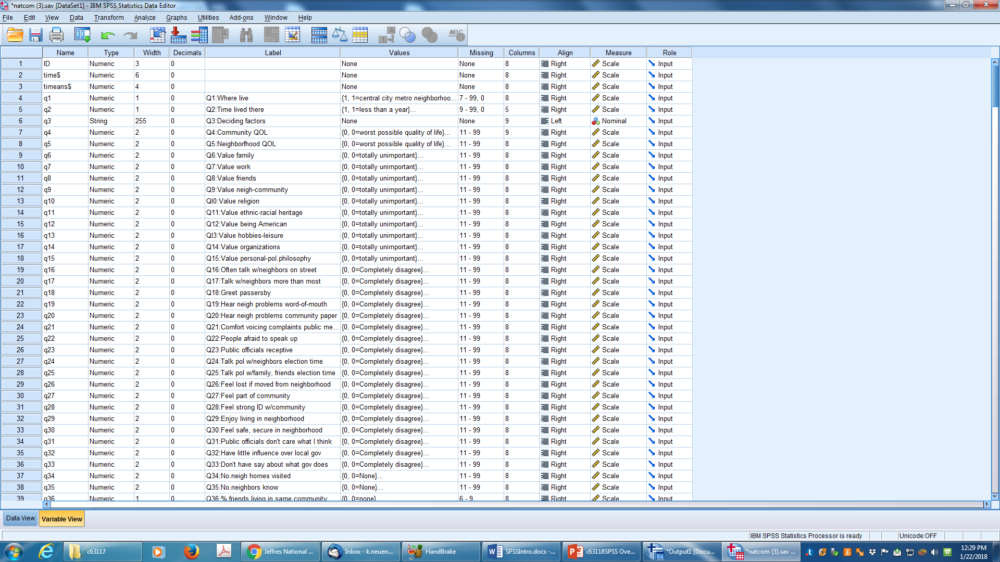 *natcom (3).sav [DataSet1] - IBM SPSS Statistics Data Editor
File Edit View Data Transform Analyze Graphs Utilities Add-ons Window Help
Name Type Width Decimals Label Values Missing Columns Align Measure Role
1 ID Numeric 3 0 None None 8 Right Scale Input
2 time$ Numeric 6 0 None None 8 Right Scale Input
3 timeans$ Numeric 4 0 None None 8 Right Scale Input
4 q1 Numeric 1 0 Q1:Where live {1, 1=central city metro neighborhoo... 7 - 99, 0 8 Right Scale Input
5 q2 Numeric 1 0 Q2:Time lived there {1, 1=less than a year}... 9 - 99, 0 5 Right Scale Input
6 q3 String 255 0 Q3:Deciding factors None None 9 Left Nominal Input
7 q4 Numeric 2 0 Q4:Community QOL {0, 0=worst possible quality of life}... 11 - 99 9 Right Scale Input
8 q5 Numeric 2 0 Q5:Neighborfhood QOL {0, 0=worst possible quality of life}... 11 - 99 8 Right Scale Input
9 q6 Numeric 2 0 Q6:Value family {0, 0=totally unimportant}... 11 - 99 8 Right Scale Input
10 q7 Numeric 2 0 Q7:Value work {0, 0=totally unimportant}... 11 - 99 8 Right Scale Input
11 q8 Numeric 2 0 Q8:Value friends {0, 0=totally unimportant}... 11 - 99 8 Right Scale Input
12 q9 Numeric 2 0 Q9:Value neigh-community {0, 0=totally unimportant}... 11 - 99 8 Right Scale Input
13 q10 Numeric 2 0 Ql0:Value religion {0, 0=totally unimportant}... 11 - 99 8 Right Scale Input
14 q11 Numeric 2 0 Q11:Value ethnic-racial heritage {0, 0=totally unimportant}... 11 - 99 8 Right Scale Input
15 q12 Numeric 2 0 Q12:Value being American {0, 0=totally unimportant}... 11 - 99 8 Right Scale Input
16 q13 Numeric 2 0 Ql3:Value hobbies-leisure {0, 0=totally unimportant}... 11 - 99 8 Right Scale Input
17 q14 Numeric 2 0 Q14:Value organizations {0, 0=totally unimportant}... 11 - 99 8 Right Scale Input
18 q15 Numeric 2 0 Q15:Value personal-pol.philosophy {0, 0=totally unimportant}... 11 - 99 8 Right Scale Input
19 q16 Numeric 2 0 Q16:Often talk w/neighbors on street {0, 0=Completely disagree}... 11 - 99 8 Right Scale Input
20 q17 Numeric 2 0 Q17:Talk w/neighbors more than most {0, 0=Completely disagree}... 11 - 99 8 Right Scale Input
21 q18 Numeric 2 0 Q18:Greet passersby {0, 0=Completely disagree}... 11 - 99 8 Right Scale Input
22 q19 Numeric 2 0 Q19:Hear neigh problems word-of-mouth {0, 0=Completely disagree}... 11 - 99 8 Right Scale Input
23 q20 Numeric 2 0 Q20:Hear neigh problems community paper {0, 0=Completely disagree}... 11 - 99 8 Right Scale Input
24 q21 Numeric 2 0 Q21:Comfort voicing complaints public me... {0, 0=Completely disagree}... 11 - 99 8 Right Scale Input
25 q22 Numeric 2 0 Q22:People afraid to speak up {0, 0=Completely disagree}... 11 - 99 8 Right Scale Input
26 q23 Numeric 2 0 Q23:Public officials receptive {0, 0=Completely disagree}... 11 - 99 8 Right Scale Input
27 q24 Numeric 2 0 Q24:Talk pol w/neighbors election time {0, 0=Completely disagree}... 11 - 99 8 Right Scale Input
28 q25 Numeric 2 0 Q25:Talk pol w/family, friends election time {0, 0=Completely disagree}... 11 - 99 8 Right Scale Input
29 q26 Numeric 2 0 Q26:Feel lost if moved from neighborhood {0, 0=Completely disagree}... 11 - 99 8 Right Scale Input
30 q27 Numeric 2 0 Q27:Feel part of community {0, 0=Completely disagree}... 11 - 99 8 Right Scale Input
31 q28 Numeric 2 0 Q28:Feel strong ID w/community {0, 0=Completely disagree}... 11 - 99 8 Right Scale Input
32 q29 Numeric 2 0 Q29:Enjoy living in neighborhood {0, 0=Completely disagree}... 11 - 99 8 Right Scale Input
33 q30 Numeric 2 0 Q30:Feel safe, secure in neighborhood {0, 0=Completely disagree}... 11 - 99 8 Right Scale Input
34 q31 Numeric 2 0 Q31:Public officials don't care what I think {0, 0=Completely disagree}... 11 - 99 8 Right Scale Input
35 q32 Numeric 2 0 Q32:Have little influence over local gov {0, 0=Completely disagree}... 11 - 99 8 Right Scale Input
36 q33 Numeric 2 0 Q33:Don't have say about what gov does {0, 0=Completely disagree}... 11 - 99 8 Right Scale Input
37 q34 Numeric 2 0 Q34:No.neigh homes visited {0, 0=None}... 11 - 99 8 Right Scale Input
38 q35 Numeric 2 0 Q35:No.neighbors know {0, 0=None}... 11 - 99 8 Right Scale Input
39 q36 Numeric 1 0 Q36:% friends living in same community {0, 0=none}... 6 - 9 8 Right Scale Input
Data View Variable View
IBM SPSS Statistics Processor is ready Unicode:OFF
c63117 Jeffres National ... Inbox - k.neuen... HandBrake SPSSIntro.docx -... c63118SPSS Ove... *Output1 [Docu... *natcom (3).sav ... 12:29 PM
1/22/2018